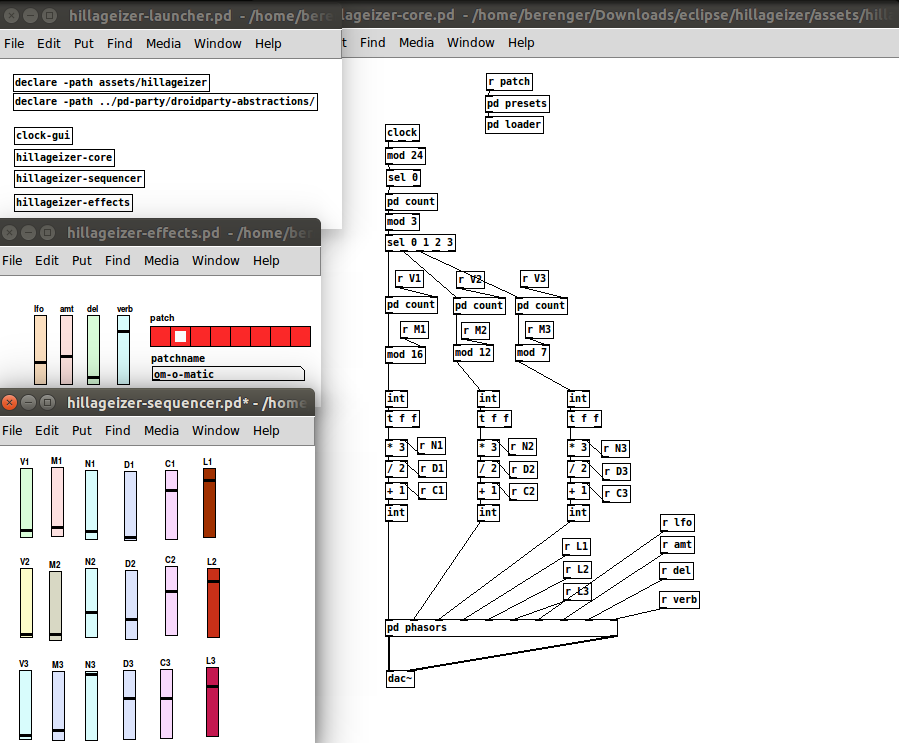 hillageizer-launcher.pd - /home/bere
File Edit Put Find Media Window Help
declare -path assets/hillageizer
declare -path ../pd-party/droidparty-abstractions/
clock-gui
hillageizer-core
hillageizer-sequencer
hillageizer-effects
hillageizer-effects.pd - /home/ber
File Edit Put Find Media Window Help
lfo amt del verb
patch
patchname
om-o-matic
hillageizer-sequencer.pd* - /home
File Edit Put Find Media Window Help
V1 M1 N1 D1 C1 L1
V2 M2 N2 D2 C2 L2
V3 M3 N3 D3 C3 L3
lageizer-core.pd - /home/berenger/Downloads/eclipse/hillageizer/assets/hill
t Find Media Window Help
r patch
pd presets
pd loader
clock
mod 24
sel 0
pd count
mod 3
sel 0 1 2 3
r V1 r V2 r V3
pd count pd count pd count
r M1 r M2 r M3
mod 16 mod 12 mod 7
int int int
t f f t f f t f f
* 3 r N1 * 3 r N2 * 3 r N3
/ 2 r D1 / 2 r D2 / 2 r D3
+ 1 r C1 + 1 r C2 + 1 r C3
int int int
r lfo
r L1 r amt
r L2 r del
r L3 r verb
pd phasors
dac~